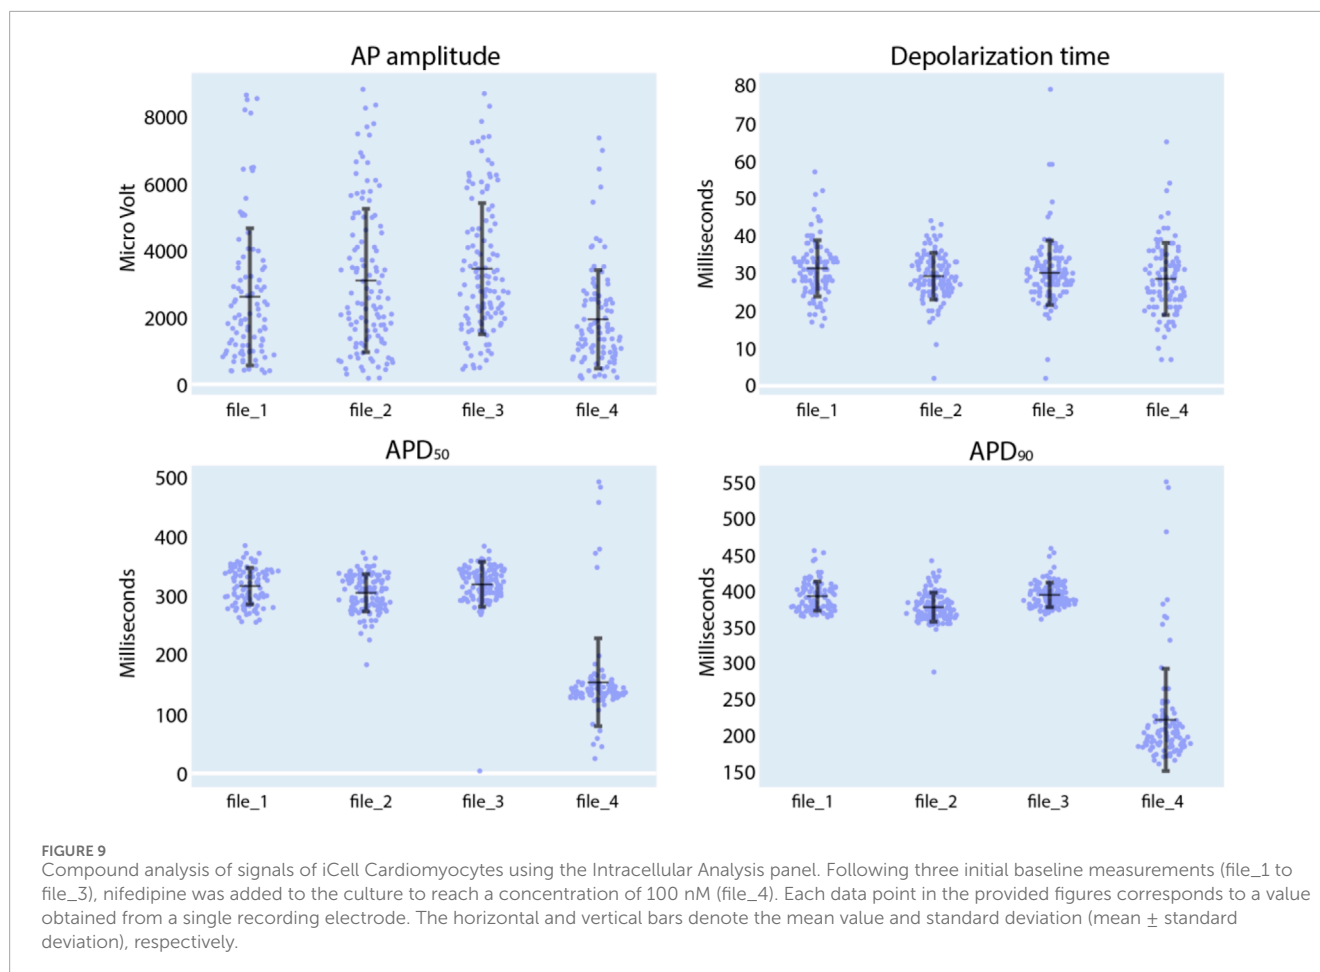 AP amplitude
Micro Volt
8000
6000
4000
2000
0
file_1 file_2 file_3 file_4
Depolarization time
Milliseconds
80
70
60
50
40
30
20
10
0
file_1 file_2 file_3 file_4
APD50
Milliseconds
500
400
300
200
100
0
file_1 file_2 file_3 file_4
APD90
Milliseconds
550
500
450
400
350
300
250
200
150
file_1 file_2 file_3 file_4
FIGURE 9
Compound analysis of signals of iCell Cardiomyocytes using the Intracellular Analysis panel. Following three initial baseline measurements (file_1 to
file_3), nifedipine was added to the culture to reach a concentration of 100 nM (file_4). Each data point in the provided figures corresponds to a value
obtained from a single recording electrode. The horizontal and vertical bars denote the mean value and standard deviation (mean ± standard
deviation), respectively.